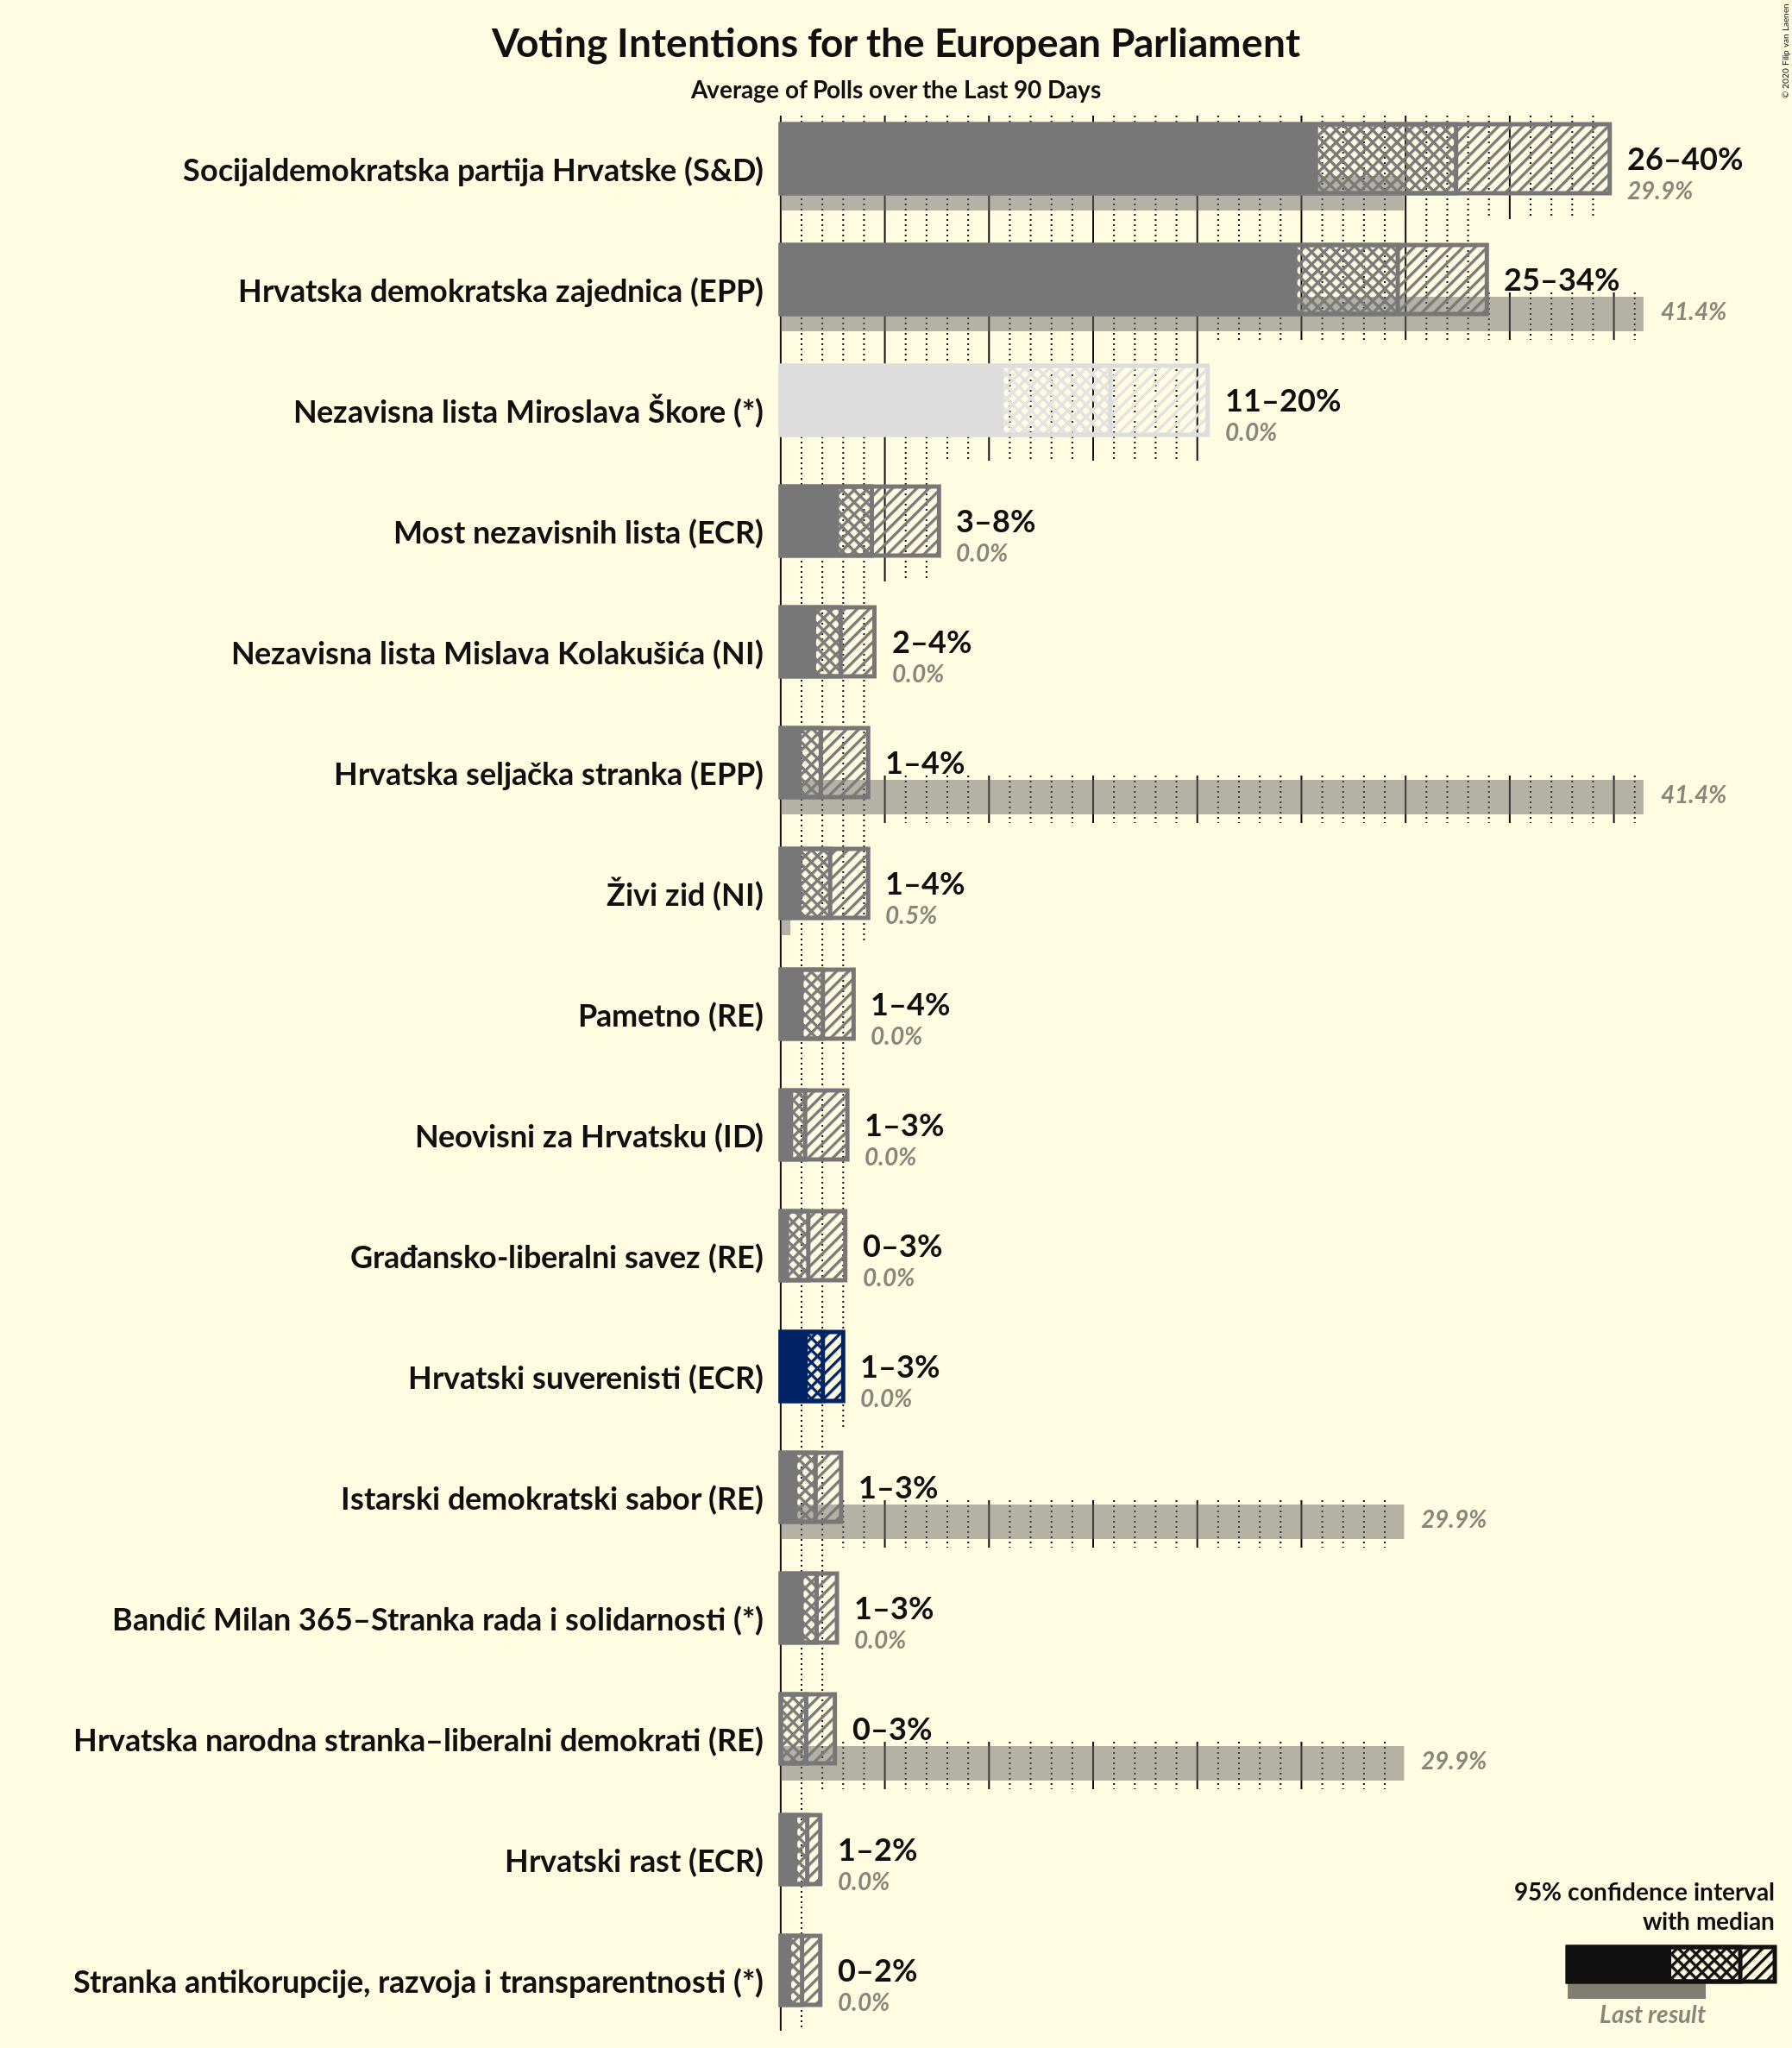 Voting Intentions for the European Parliament
Average of Polls over the Last 90 Days
© 2020 Filip van Laenen
Socijaldemokratska partija Hrvatske (S&D)
26–40%
29.9%
Hrvatska demokratska zajednica (EPP)
25–34%
41.4%
Nezavisna lista Miroslava Škore (*)
11–20%
0.0%
Most nezavisnih lista (ECR)
3–8%
0.0%
Nezavisna lista Mislava Kolakušića (NI)
2–4%
0.0%
Hrvatska seljačka stranka (EPP)
1–4%
41.4%
Živi zid (NI)
1–4%
0.5%
Pametno (RE)
1–4%
0.0%
Neovisni za Hrvatsku (ID)
1–3%
0.0%
Građansko-liberalni savez (RE)
0–3%
0.0%
Hrvatski suverenisti (ECR)
1–3%
0.0%
Istarski demokratski sabor (RE)
1–3%
29.9%
Bandić Milan 365–Stranka rada i solidarnosti (*)
1–3%
0.0%
Hrvatska narodna stranka–liberalni demokrati (RE)
0–3%
29.9%
Hrvatski rast (ECR)
1–2%
0.0%
Stranka antikorupcije, razvoja i transparentnosti (*)
0–2%
0.0%
95% confidence interval
with median
Last result